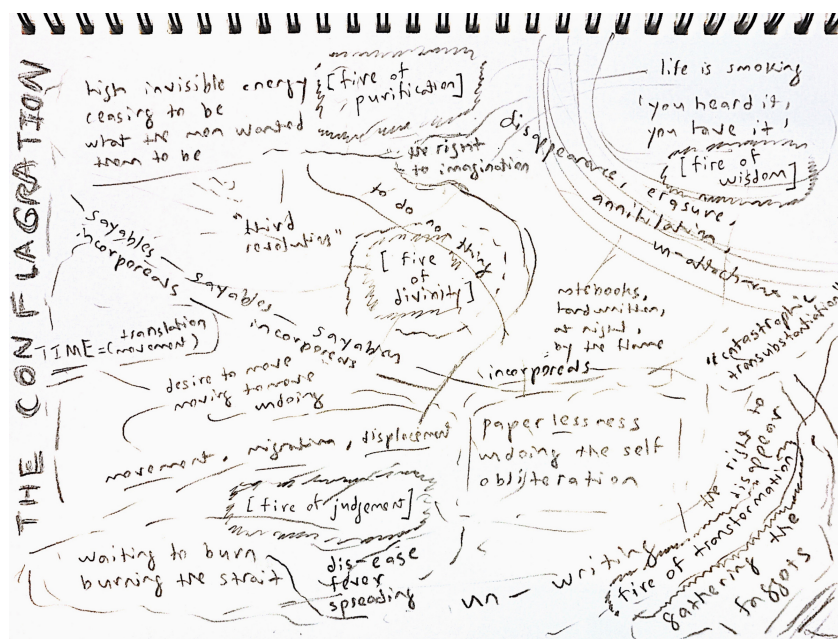 THE CONFLAGRATION
high invisible energy
ceasing to be
what the men wanted
them to be
[fire of
purification]
the right
to imagination
life is smoking
'you heard it,
you have it'
[fire of
wisdom]
disappearance, erasure,
annihilation,
un-attachment
"third
revolution"
to do no thing
[fire
of
divinity]
sayables — sayables — sayables
incorporeals — incorporeals
incorporeals
notebooks,
handwritten,
at night,
by the flame
"catastrophic
transubstantiation"
translation
TIME=(movement)
desire to move
moving to move
undoing
movement, migration, displacement
paperlessness
undoing the self
obliteration
[fire of judgement]
waiting to burn
burning the strait
dis-ease
fever
spreading
un-writing
the right to
disappear
[fire of transformation]
gathering the
faggots